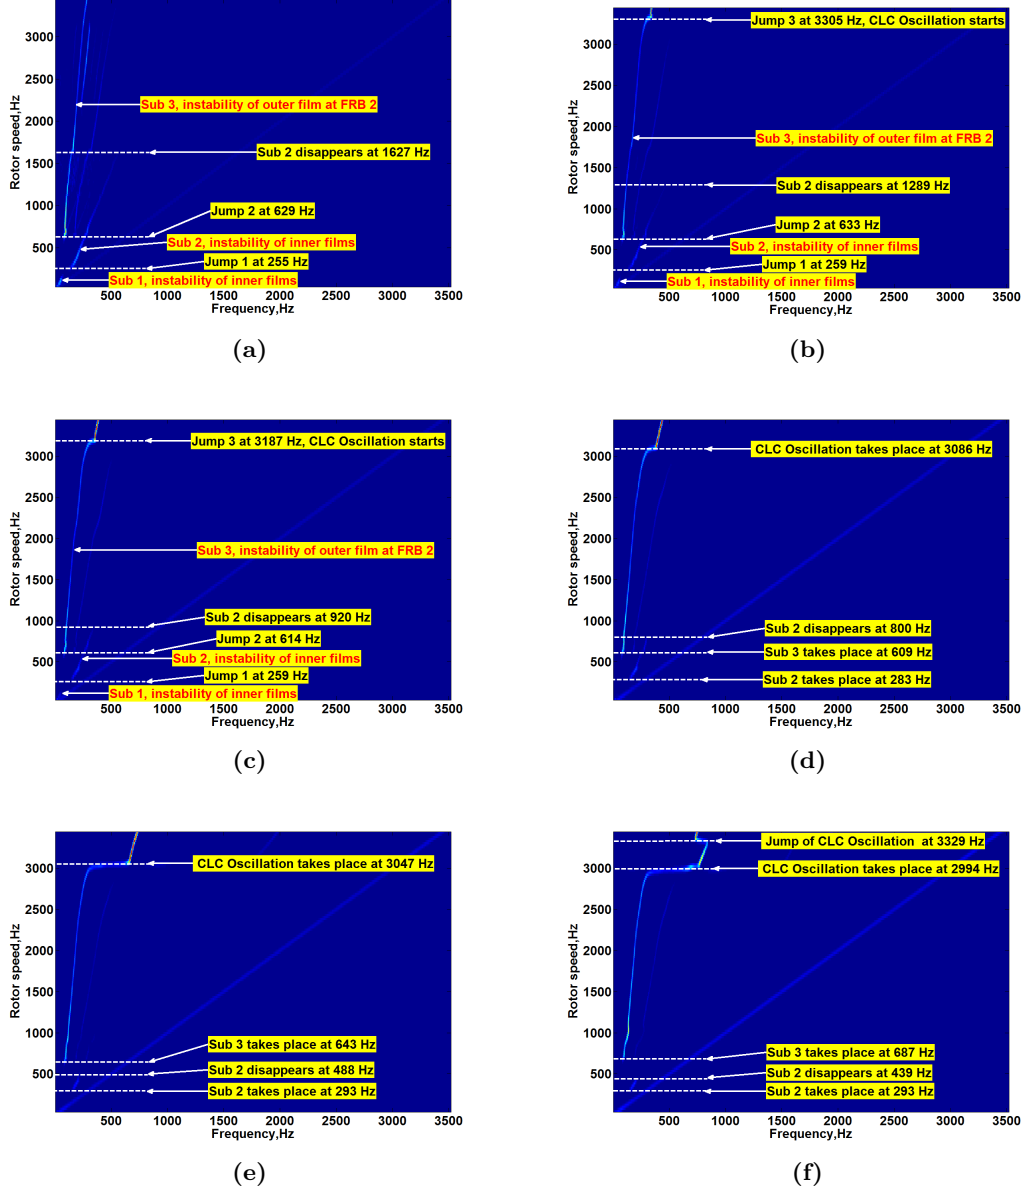 3000
2500
2000
1500
1000
500
Rotor speed,Hz
Sub 3, instability of outer film at FRB 2
Sub 2 disappears at 1627 Hz
Jump 2 at 629 Hz
Sub 2, instability of inner films
Jump 1 at 255 Hz
Sub 1, instability of inner films
500 1000 1500 2000 2500 3000 3500
Frequency,Hz
(a)
3000
2500
2000
1500
1000
500
Rotor speed,Hz
Jump 3 at 3305 Hz, CLC Oscillation starts
Sub 3, instability of outer film at FRB 2
Sub 2 disappears at 1289 Hz
Jump 2 at 633 Hz
Sub 2, instability of inner films
Jump 1 at 259 Hz
Sub 1, instability of inner films
500 1000 1500 2000 2500 3000 3500
Frequency,Hz
(b)
3000
2500
2000
1500
1000
500
Rotor speed,Hz
Jump 3 at 3187 Hz, CLC Oscillation starts
Sub 3, instability of outer film at FRB 2
Sub 2 disappears at 920 Hz
Jump 2 at 614 Hz
Sub 2, instability of inner films
Jump 1 at 259 Hz
Sub 1, instability of inner films
500 1000 1500 2000 2500 3000 3500
Frequency,Hz
(c)
3000
2500
2000
1500
1000
500
Rotor speed,Hz
CLC Oscillation takes place at 3086 Hz
Sub 2 disappears at 800 Hz
Sub 3 takes place at 609 Hz
Sub 2 takes place at 283 Hz
500 1000 1500 2000 2500 3000 3500
Frequency,Hz
(d)
3000
2500
2000
1500
1000
500
Rotor speed,Hz
CLC Oscillation takes place at 3047 Hz
Sub 3 takes place at 643 Hz
Sub 2 disappears at 488 Hz
Sub 2 takes place at 293 Hz
500 1000 1500 2000 2500 3000 3500
Frequency,Hz
(e)
3000
2500
2000
1500
1000
500
Rotor speed,Hz
Jump of CLC Oscillation at 3329 Hz
CLC Oscillation takes place at 2994 Hz
Sub 3 takes place at 687 Hz
Sub 2 disappears at 439 Hz
Sub 2 takes place at 293 Hz
500 1000 1500 2000 2500 3000 3500
Frequency,Hz
(f)